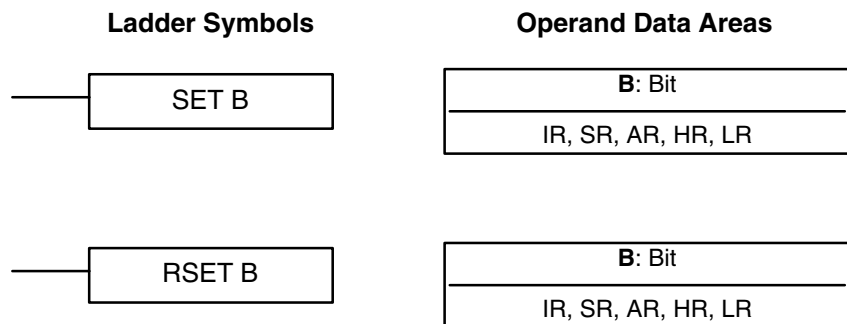 Ladder Symbols
Operand Data Areas
SET B
B: Bit
IR, SR, AR, HR, LR
RSET B
B: Bit
IR, SR, AR, HR, LR